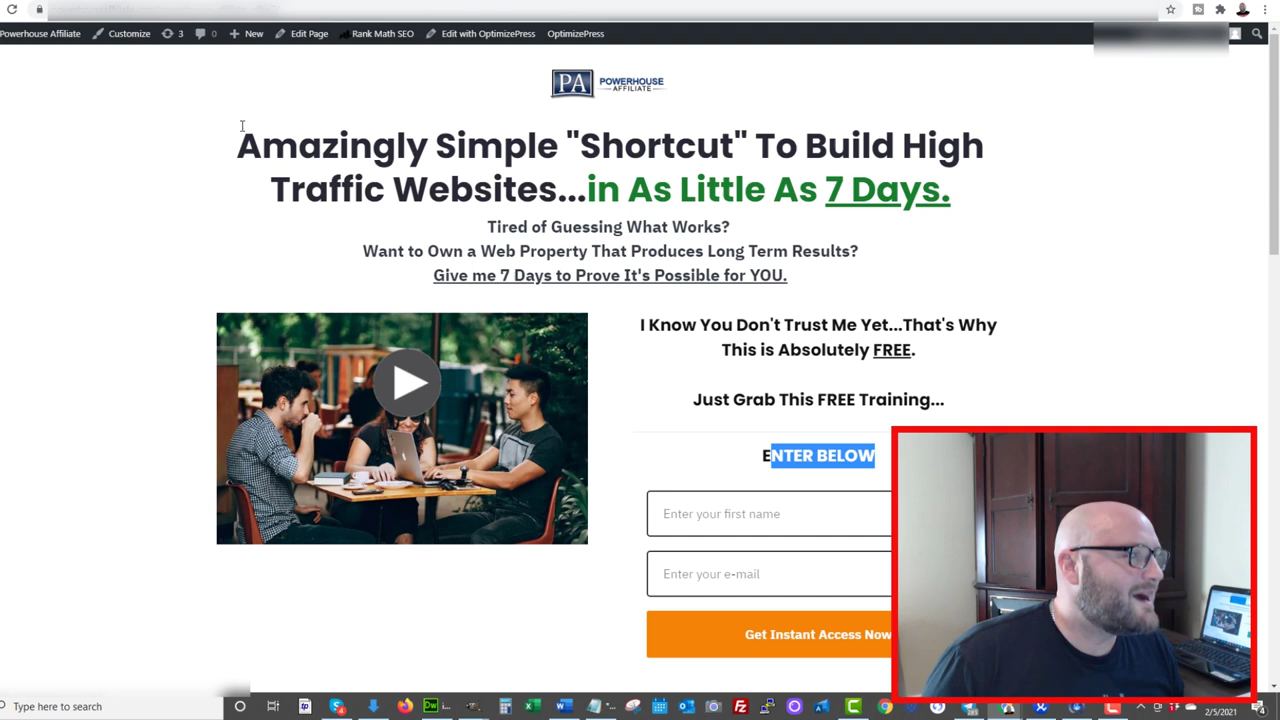 Powerhouse Affiliate Customize 3 0 New Edit Page Rank Math SEO Edit with OptimizePress OptimizePress
PA POWERHOUSE
AFFILIATE
Amazingly Simple "Shortcut" To Build High
Traffic Websites...in As Little As 7 Days.
Tired of Guessing What Works?
Want to Own a Web Property That Produces Long Term Results?
Give me 7 Days to Prove It's Possible for YOU.
I Know You Don't Trust Me Yet...That's Why
This is Absolutely FREE.
Just Grab This FREE Training...
ENTER BELOW
Enter your first name
Enter your e-mail
Get Instant Access Now
Type here to search
2/5/2021